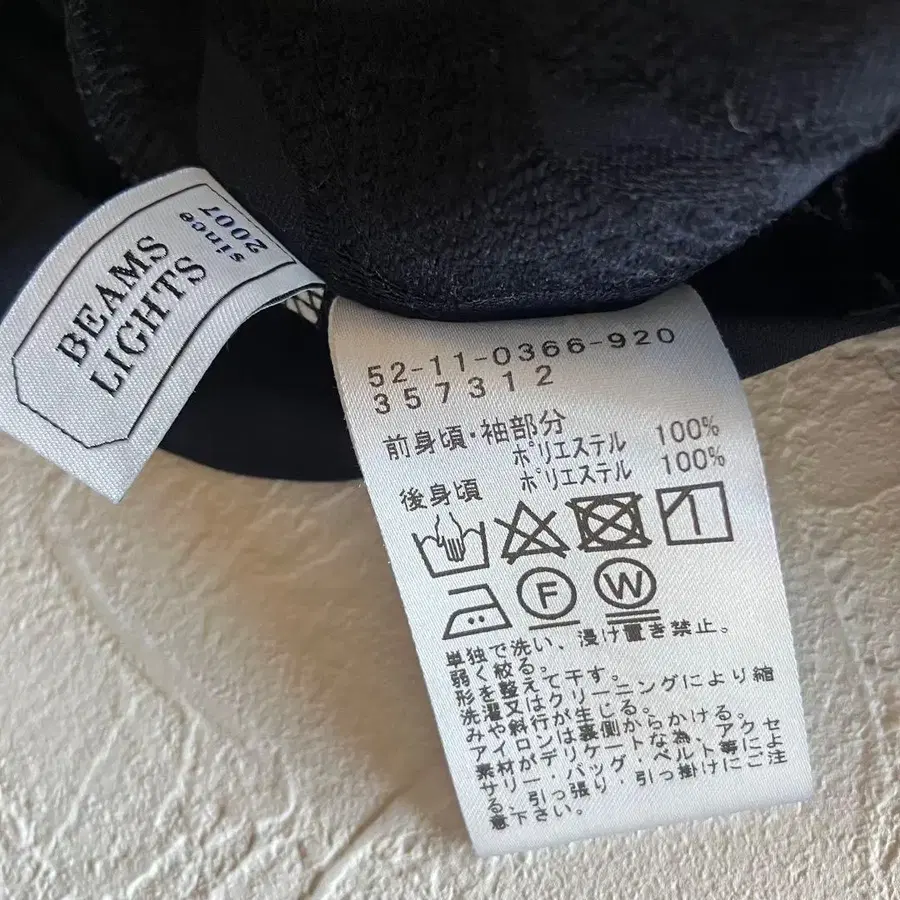 BEAMS
LIGHTS
since
2007
52-11-0366-920
357312
前身頃・袖部分
ポリエステル 100%
後身頃 ポリエステル 100%
F W
単独で洗い、浸け置き禁止。
弱く絞る。
形を整えて干す。
洗濯又はクリーニングにより縮
みや斜行が生じる。
アイロンは裏側からかける。
素材がデリケートな為、アクセ
サリー・バッグ・ベルト等によ
る、引っ張り・引っ掛けにご注
意下さい。